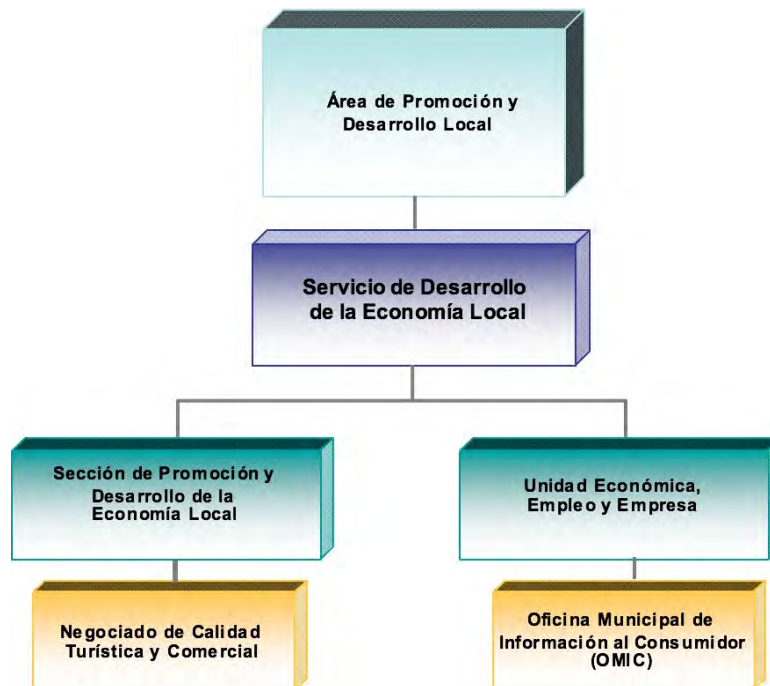 Área de Promoción y
Desarrollo Local
Servicio de Desarrollo
de la Economía Local
Sección de Promoción y
Desarrollo de la
Economía Local
Unidad Económica,
Empleo y Empresa
Negociado de Calidad
Turística y Comercial
Oficina Municipal de
Información al Consumidor
(OMIC)